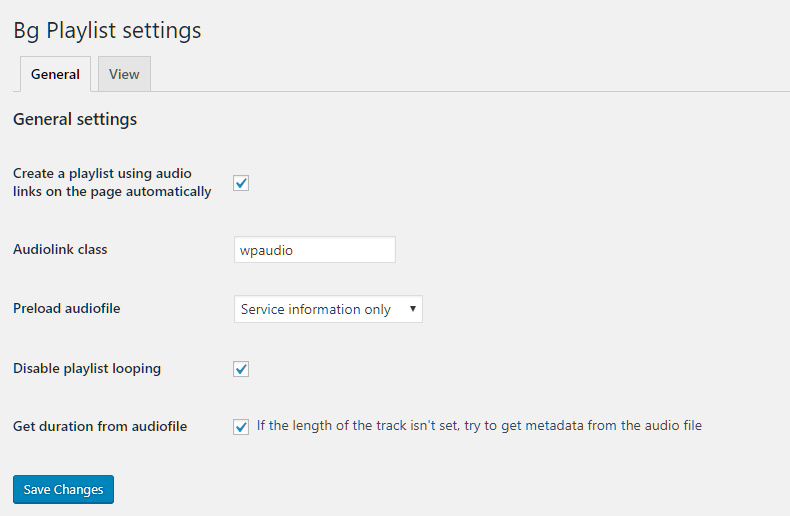 Bg Playlist settings
General View
General settings
Create a playlist using audio
links on the page automatically
Audiolink class wpaudio
Preload audiofile Service information only
Disable playlist looping
Get duration from audiofile If the length of the track isn't set, try to get metadata from the audio file
Save Changes